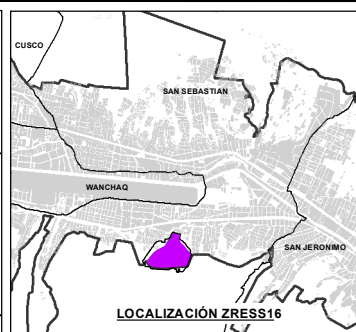 CUSCO
SAN SEBASTIAN
WANCHAQ
SAN JERONIMO
LOCALIZACIÓN ZRESS16